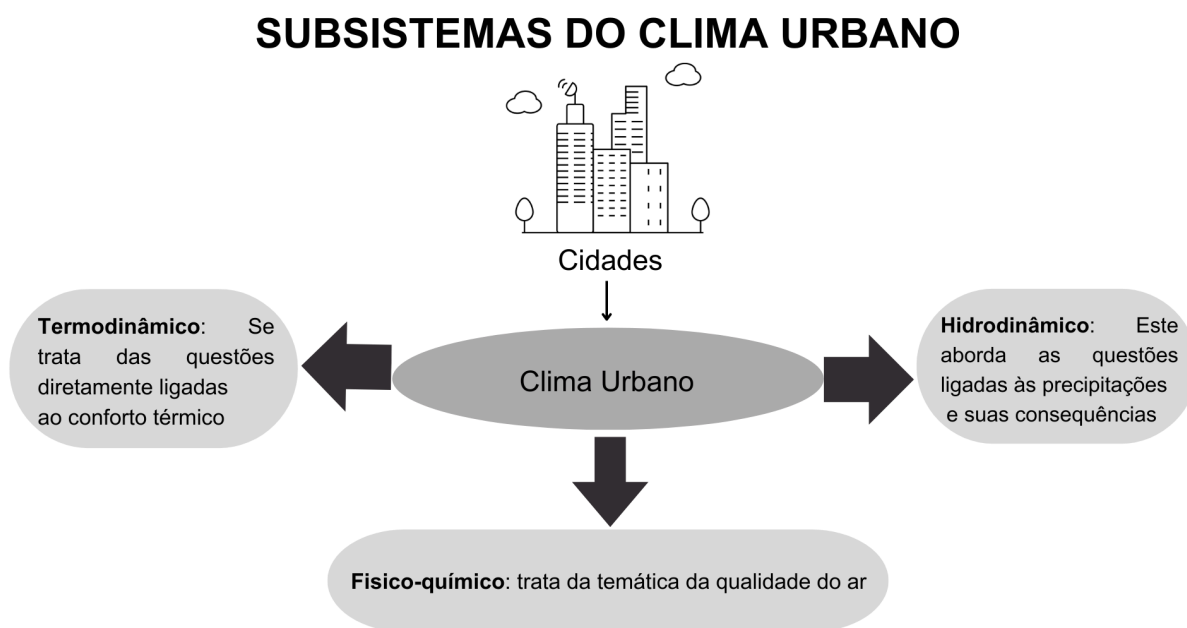 SUBSISTEMAS DO CLIMA URBANO
Cidades
Termodinâmico: Se
trata das questões
diretamente ligadas
ao conforto térmico
Clima Urbano
Hidrodinâmico: Este
aborda as questões
ligadas às precipitações
e suas consequências
Fisico-químico: trata da temática da qualidade do ar